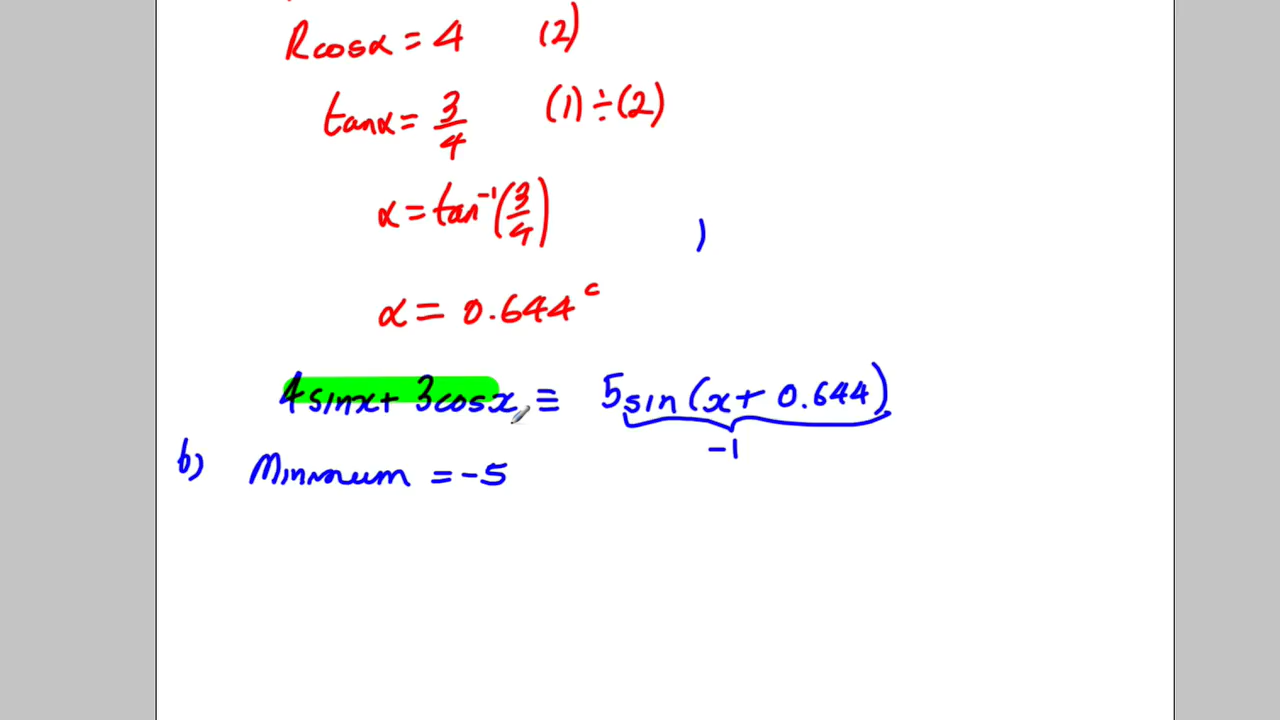 Rcosα = 4 (2)
tanα = 3/4 (1) ÷ (2)
α = tan⁻¹(3/4)
)
α = 0.644ᶜ
4sinx + 3cosx ≡ 5sin(x + 0.644)
-1
b) Minimum = -5